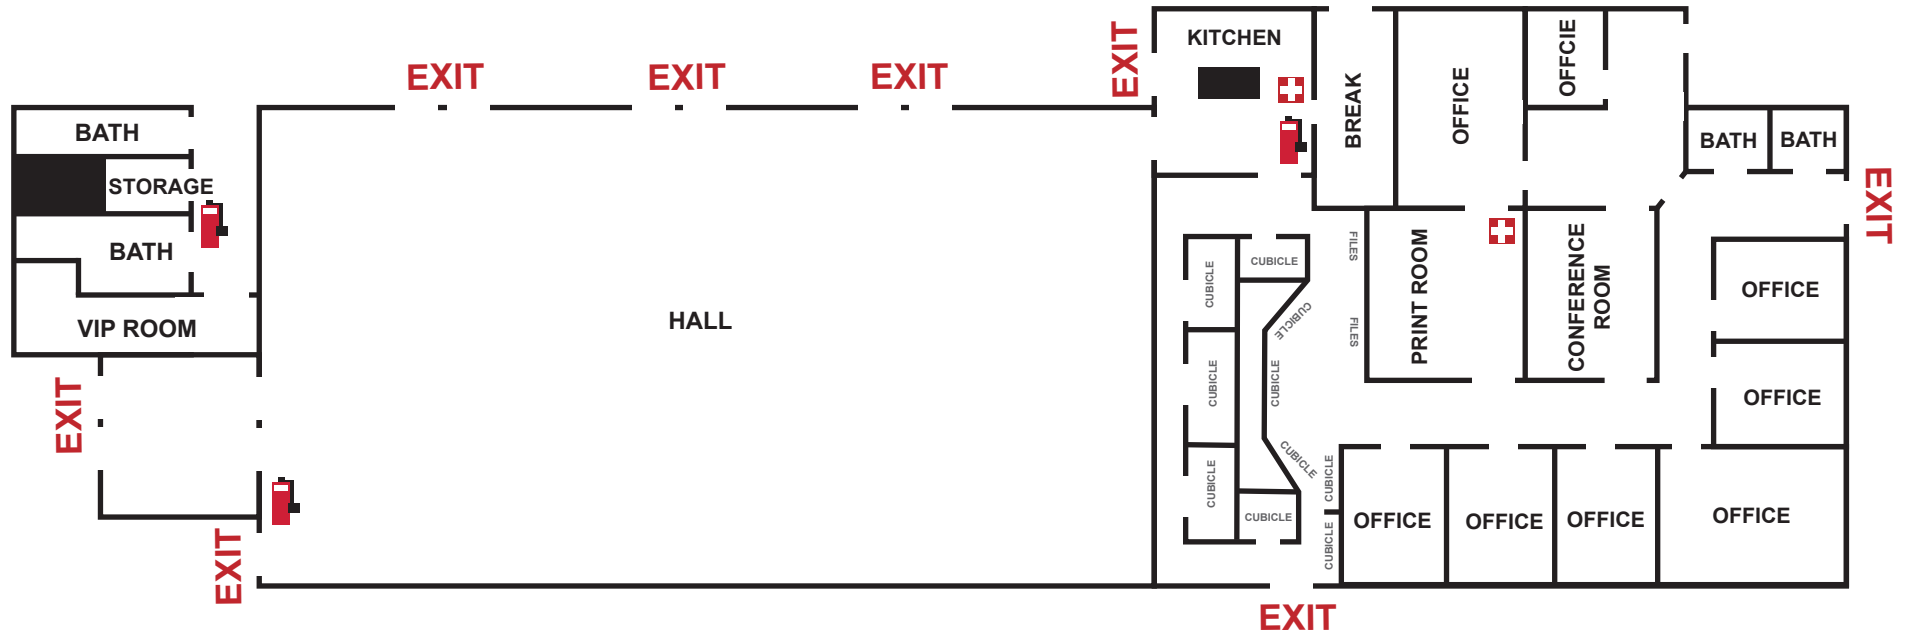 EXIT
EXIT
EXIT
EXIT
KITCHEN
BREAK
OFFICE
OFFCIE
BATH
STORAGE
BATH
VIP ROOM
EXIT
EXIT
HALL
BATH
BATH
EXIT
CUBICLE
CUBICLE
CUBICLE
CUBICLE
CUBICLE
CUBICLE
CUBICLE
CUBICLE
CUBICLE
CUBICLE
FILES
FILES
PRINT ROOM
CONFERENCE
ROOM
OFFICE
OFFICE
OFFICE
OFFICE
OFFICE
OFFICE
EXIT